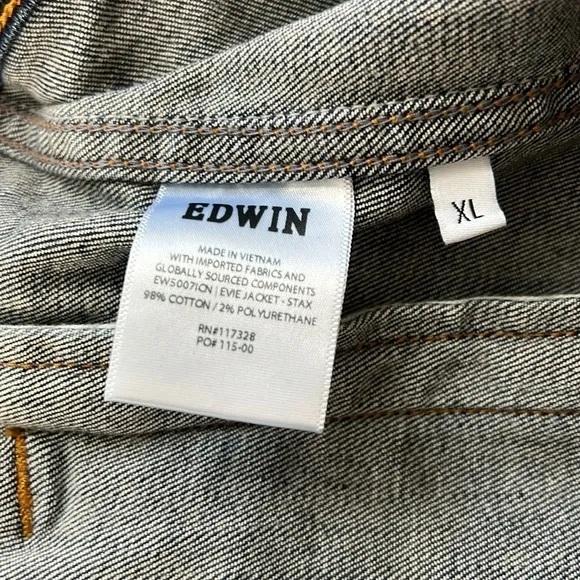 EDWIN
MADE IN VIETNAM
WITH IMPORTED FABRICS AND
GLOBALLY SOURCED COMPONENTS
EW50071ICN | EVIE JACKET - STAX
98% COTTON / 2% POLYURETHANE
RN#117328
PO# 115-00
XL